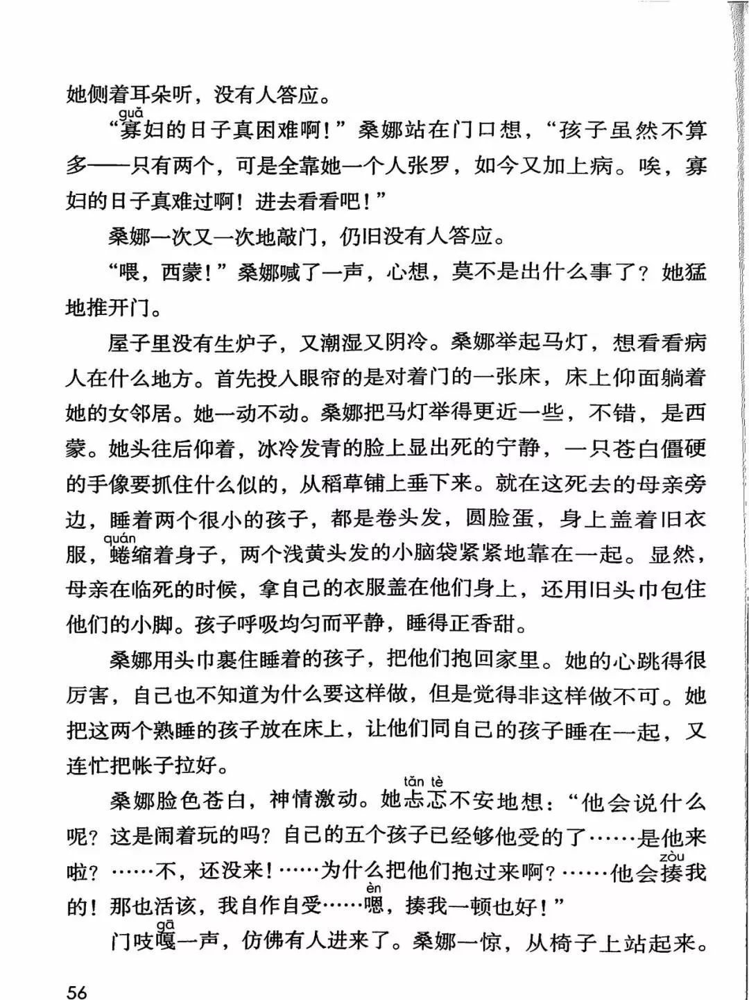 她侧着耳朵听，没有人答应。
guǎ
“寡妇的日子真困难啊！”桑娜站在门口想，“孩子虽然不算
多——只有两个，可是全靠她一个人张罗，如今又加上病。唉，寡
妇的日子真难过啊！进去看看吧！”
桑娜一次又一次地敲门，仍旧没有人答应。
“喂，西蒙！”桑娜喊了一声，心想，莫不是出什么事了？她猛
地推开门。
屋子里没有生炉子，又潮湿又阴冷。桑娜举起马灯，想看看病
人在什么地方。首先投入眼帘的是对着门的一张床，床上仰面躺着
她的女邻居。她一动不动。桑娜把马灯举得更近一些，不错，是西
蒙。她头往后仰着，冰冷发青的脸上显出死的宁静，一只苍白僵硬
的手像要抓住什么似的，从稻草铺上垂下来。就在这死去的母亲旁
边，睡着两个很小的孩子，都是卷头发，圆脸蛋，身上盖着旧衣
quán
服，蜷缩着身子，两个浅黄头发的小脑袋紧紧地靠在一起。显然，
母亲在临死的时候，拿自己的衣服盖在他们身上，还用旧头巾包住
他们的小脚。孩子呼吸均匀而平静，睡得正香甜。
桑娜用头巾裹住睡着的孩子，把他们抱回家里。她的心跳得很
厉害，自己也不知道为什么要这样做，但是觉得非这样做不可。她
把这两个熟睡的孩子放在床上，让他们同自己的孩子睡在一起，又
连忙把帐子拉好。
tǎn tè
桑娜脸色苍白，神情激动。她忐忑不安地想：“他会说什么
呢？这是闹着玩的吗？自己的五个孩子已经够他受的了……是他来
zòu
啦？……不，还没来！……为什么把他们抱过来啊？……他会揍我
èn
的！那也活该，我自作自受……嗯，揍我一顿也好！”
gā
门吱嘎一声，仿佛有人进来了。桑娜一惊，从椅子上站起来。
56